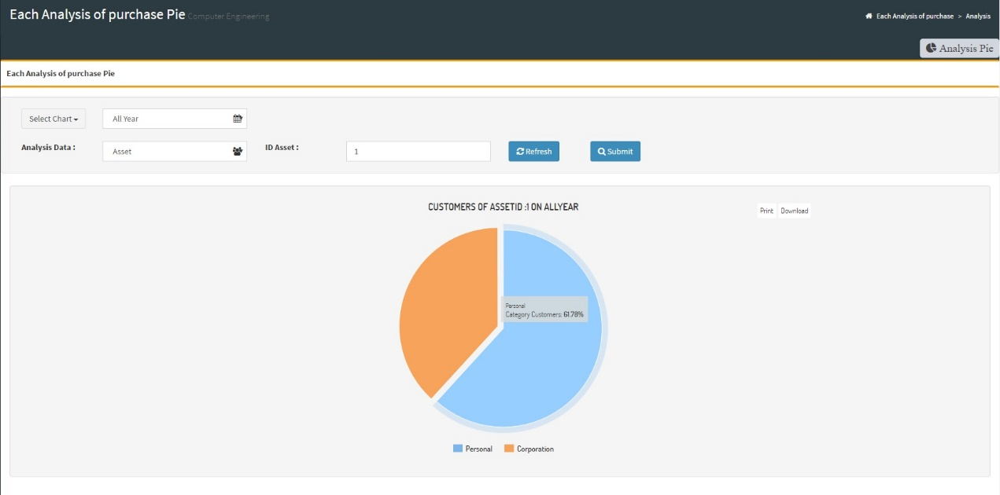 Each Analysis of purchase Pie Computer Engineering
Each Analysis of purchase > Analysis
Analysis Pie
Each Analysis of purchase Pie
Select Chart All Year
Analysis Data : Asset ID Asset : 1 Refresh Submit
CUSTOMERS OF ASSETID :1 ON ALLYEAR
Print Download
Personal
Category Customers: 61.78%
Personal Corporation